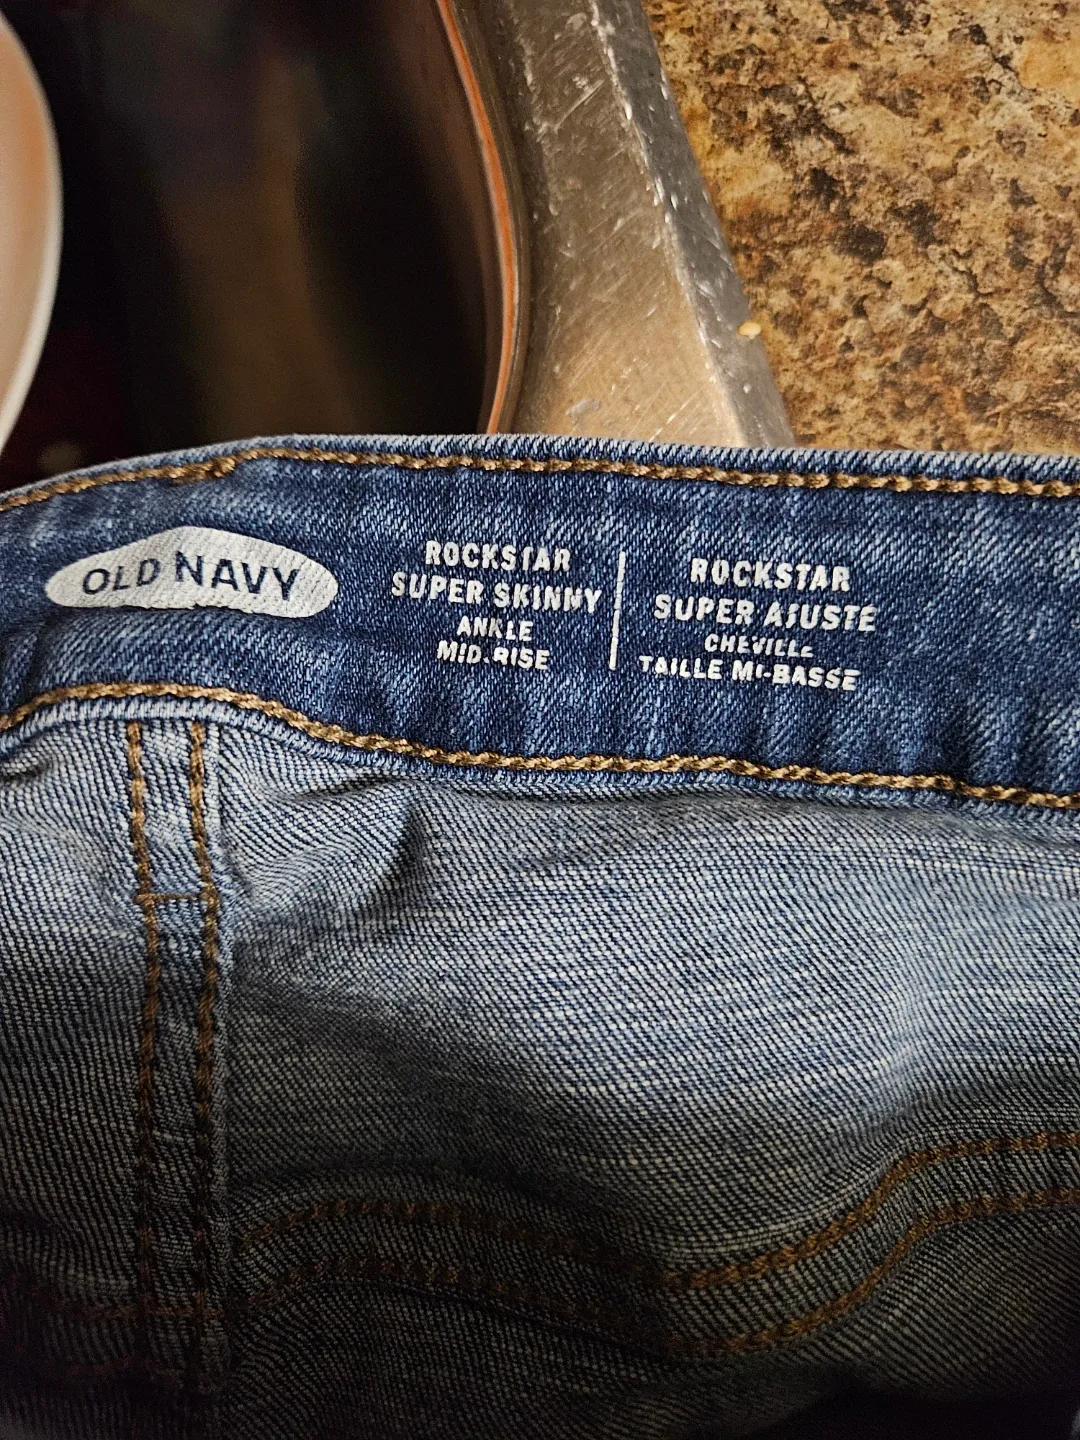 OLD NAVY
ROCKSTAR
SUPER SKINNY
ANKLE
MID-RISE
ROCKSTAR
SUPER AJUSTÉ
CHEVILLE
TAILLE MI-BASSE